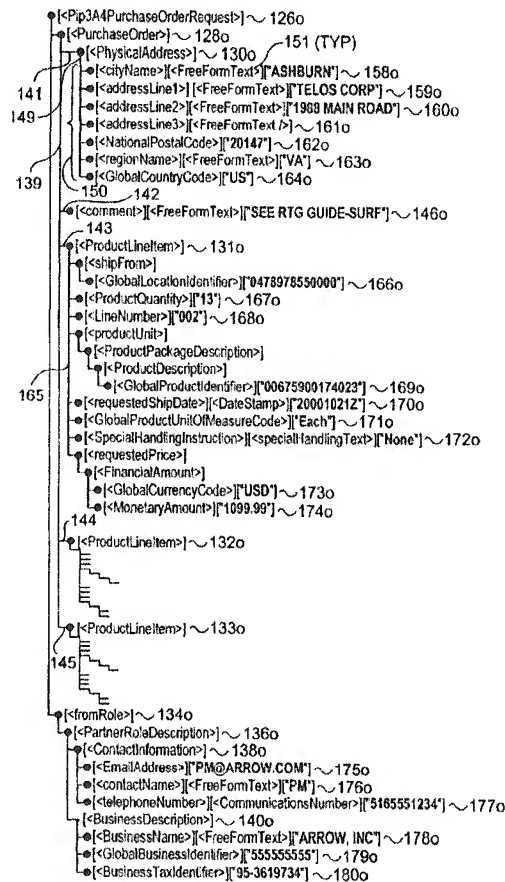 [<Pip3A4PurchaseOrderRequest>] 126o
[<PurchaseOrder>] 128o
[<PhysicalAddress>] 130o
151 (TYP)
141
[<cityName>][<FreeFormText>]["ASHBURN"] 158o
149
[<addressLine1>][<FreeFormText>]["TELOS CORP"] 159o
[<addressLine2>][<FreeFormText>]["1988 MAIN ROAD"] 160o
[<addressLine3>][<FreeFormText />] 161o
[<NationalPostalCode>]["20147"] 162o
139
[<regionName>][<FreeFormText>]["VA"] 163o
[<GlobalCountryCode>]["US"] 164o
150
142
[<comment>][<FreeFormText>]["SEE RTG GUIDE-SURF"] 146o
143
[<ProductLineItem>] 131o
[<shipFrom>]
[<GlobalLocationIdentifier>]["0478978550000"] 166o
[<ProductQuantity>]["13"] 167o
[<LineNumber>]["002"] 168o
[<productUnit>]
[<ProductPackageDescription>]
[<ProductDescription>]
[<GlobalProductIdentifier>]["00675900174023"] 169o
165
[<requestedShipDate>][<DateStamp>]["20001021Z"] 170o
[<GlobalProductUnitOfMeasureCode>]["Each"] 171o
[<SpecialHandlingInstruction>][<specialHandlingText>]["None"] 172o
[<requestedPrice>]
[<FinancialAmount>]
[<GlobalCurrencyCode>]["USD"] 173o
[<MonetaryAmount>]["1099.99"] 174o
144
[<ProductLineItem>] 132o
[<ProductLineItem>] 133o
145
[<fromRole>] 134o
[<PartnerRoleDescription>] 136o
[<ContactInformation>] 138o
[<EmailAddress>]["PM@ARROW.COM"] 175o
[<contactName>][<FreeFormText>]["PM"] 176o
[<telephoneNumber>][<CommunicationsNumber>]["5165551234"] 177o
[<BusinessDescription>] 140o
[<BusinessName>][<FreeFormText>]["ARROW, INC"] 178o
[<GlobalBusinessIdentifier>]["555555555"] 179o
[<BusinessTaxIdentifier>]["95-3619734"] 180o